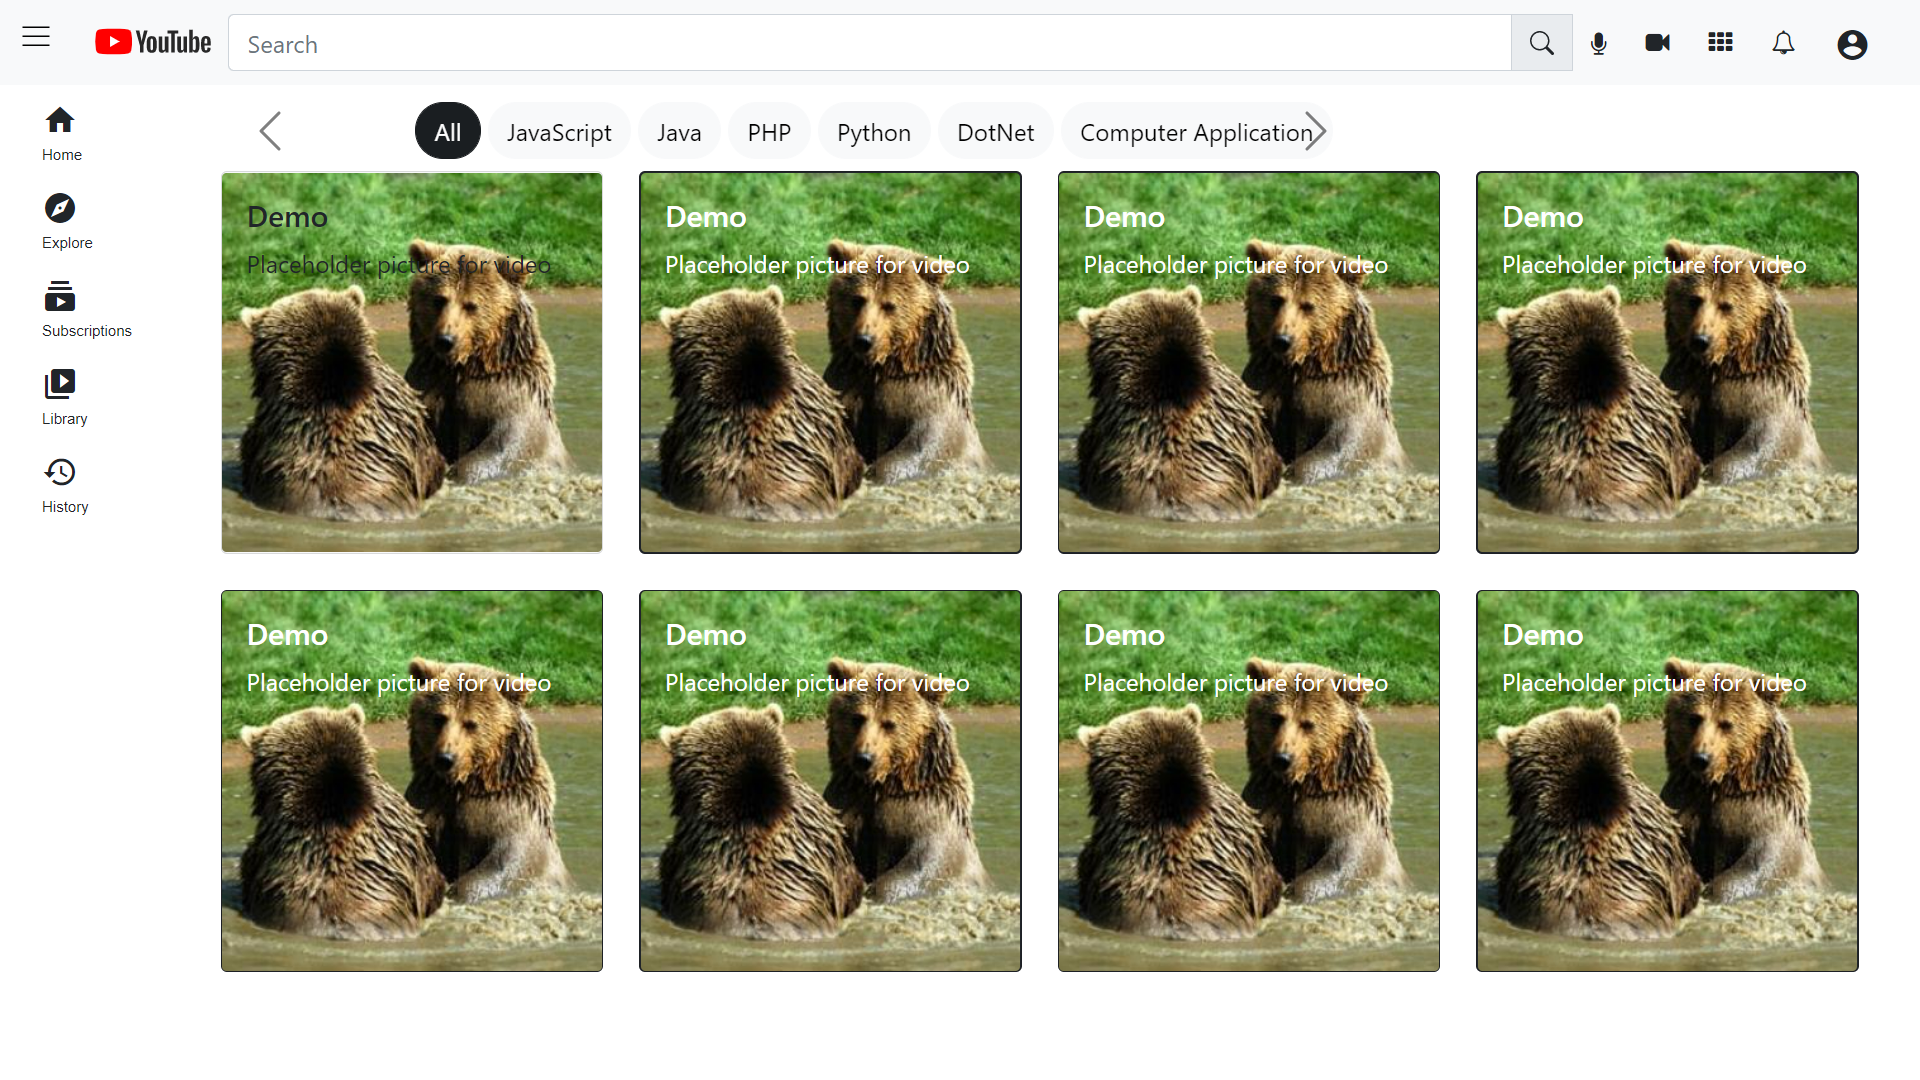 YouTube
Search
Home
Explore
Subscriptions
Library
History
All JavaScript Java PHP Python DotNet Computer Application
Demo
Placeholder picture for video
Demo
Placeholder picture for video
Demo
Placeholder picture for video
Demo
Placeholder picture for video
Demo
Placeholder picture for video
Demo
Placeholder picture for video
Demo
Placeholder picture for video
Demo
Placeholder picture for video